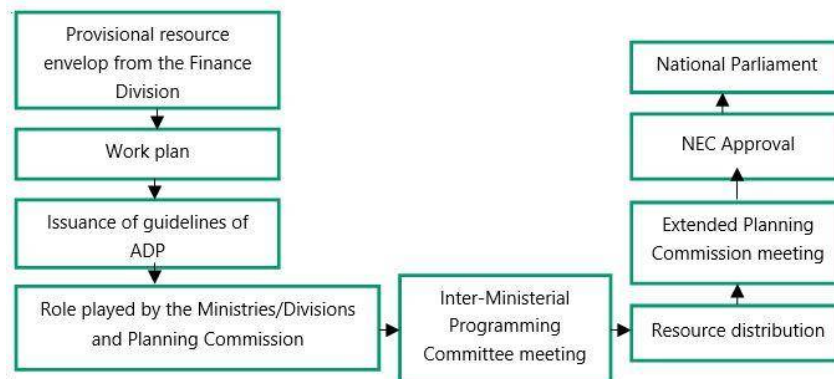 Provisional resource
envelop from the Finance
Division
Work plan
Issuance of guidelines of
ADP
Role played by the Ministries/Divisions
and Planning Commission
Inter-Ministerial
Programming
Committee meeting
Resource distribution
Extended Planning
Commission meeting
NEC Approval
National Parliament